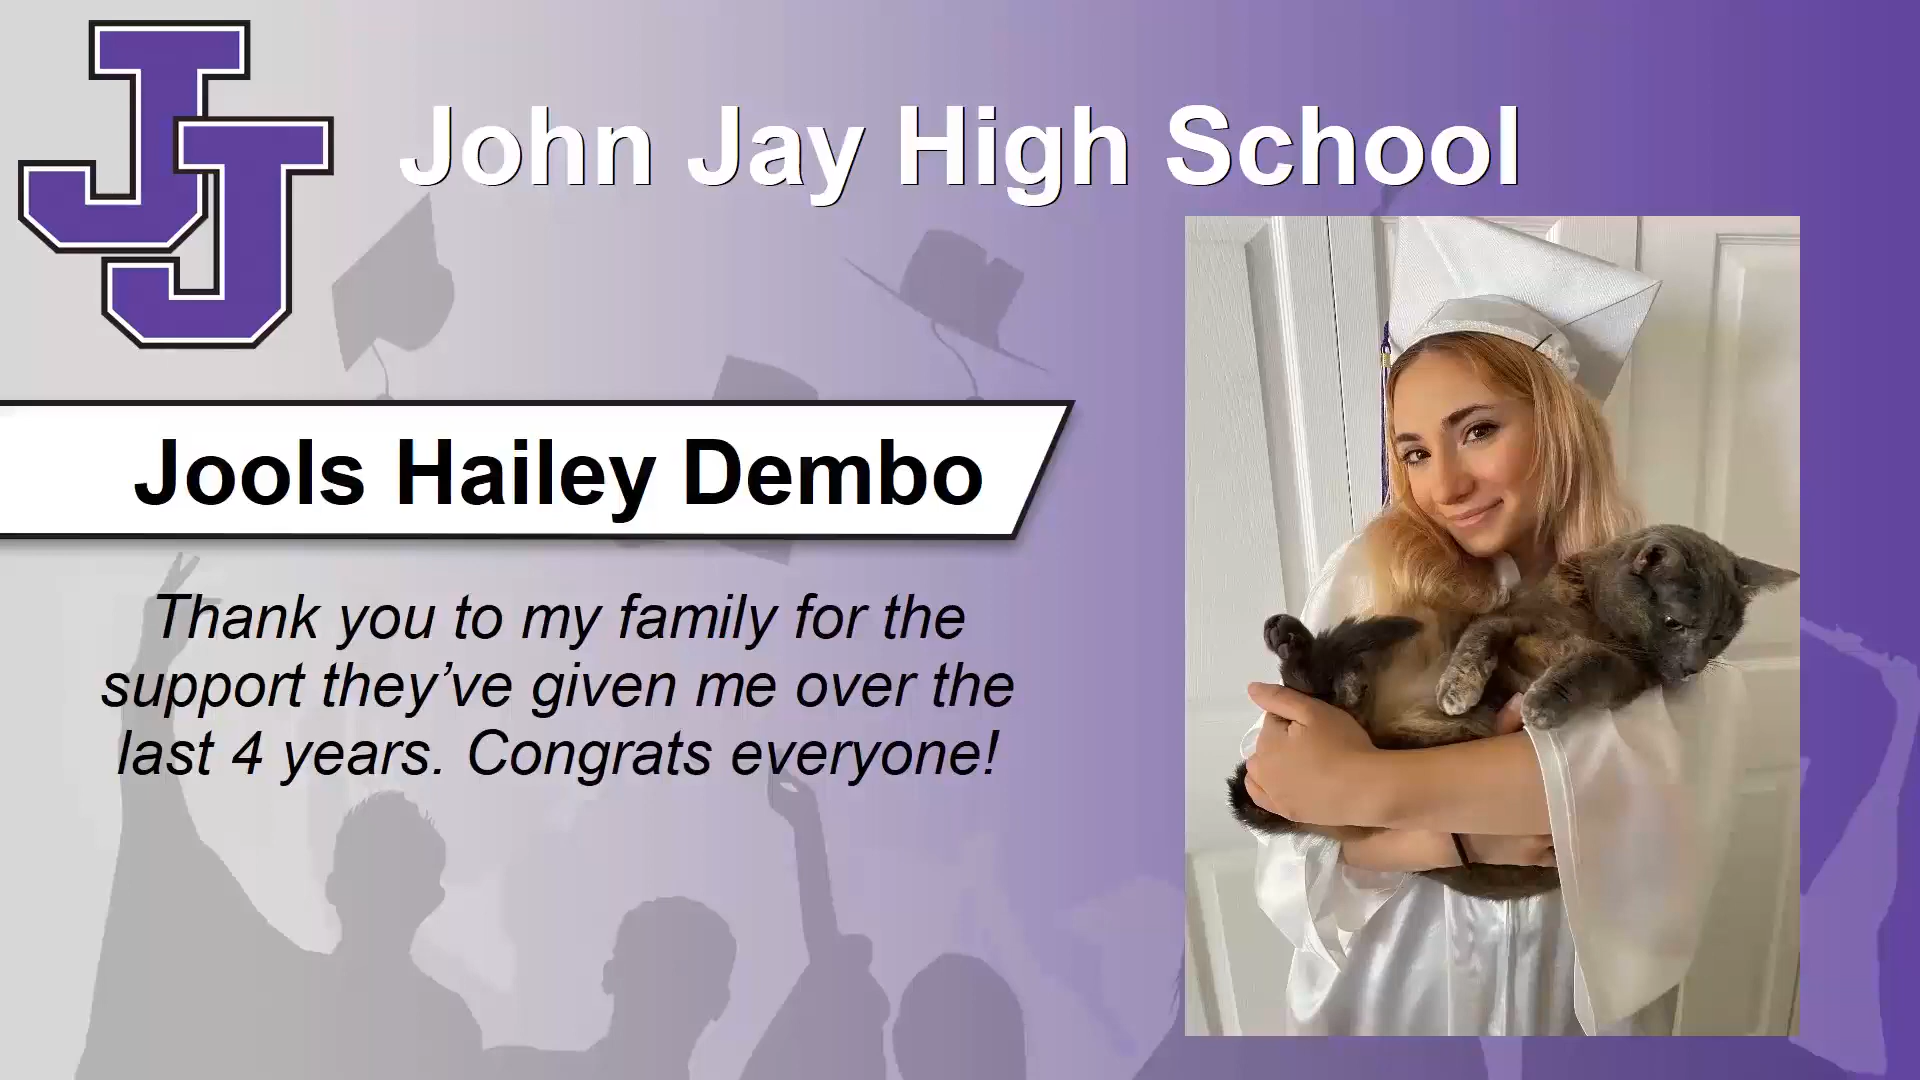 JJ
John Jay High School
Jools Hailey Dembo
Thank you to my family for the
support they’ve given me over the
last 4 years. Congrats everyone!